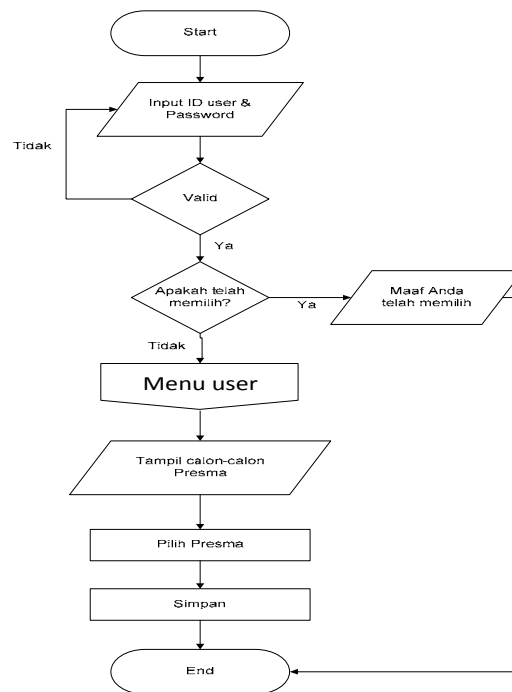 Start
Input ID user &
Password
Tidak
Valid
Ya
Apakah telah
memilih?
Ya
Maaf Anda
telah memilih
Tidak
Menu user
Tampil calon-calon
Presma
Pilih Presma
Simpan
End